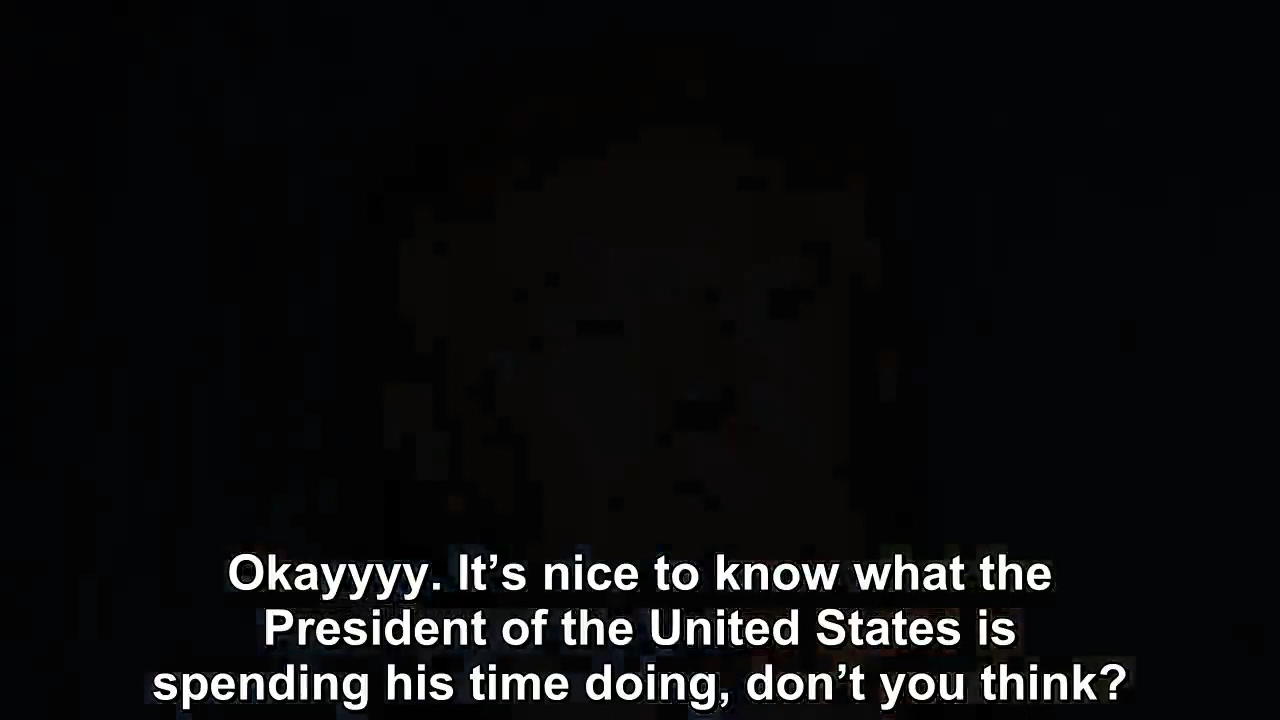 Okayyyy. It’s nice to know what the
President of the United States is
spending his time doing, don’t you think?